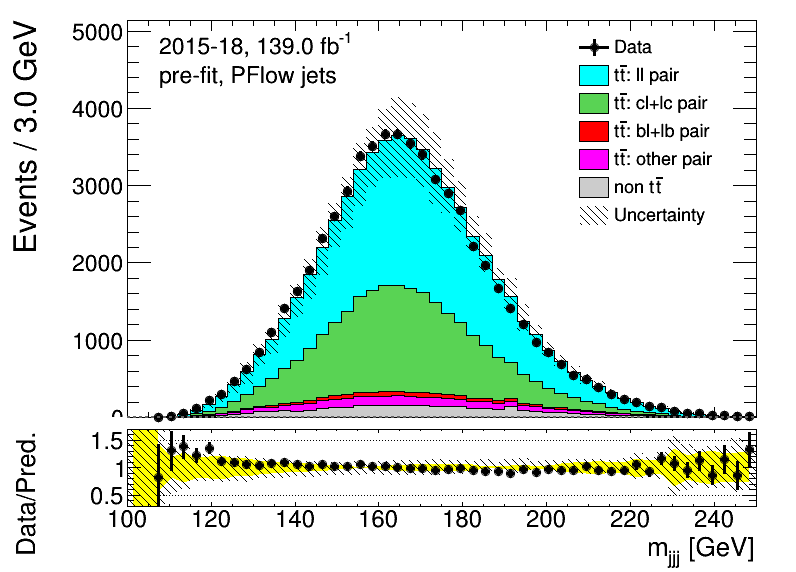 Events / 3.0 GeV
5000
4000
3000
2000
1000
0
2015-18, 139.0 fb⁻¹
pre-fit, PFlow jets
Data
tt̄: ll pair
tt̄: cl+lc pair
tt̄: bl+lb pair
tt̄: other pair
non tt̄
Uncertainty
Data/Pred.
1.5
1
0.5
100 120 140 160 180 200 220 240
m_jjj [GeV]